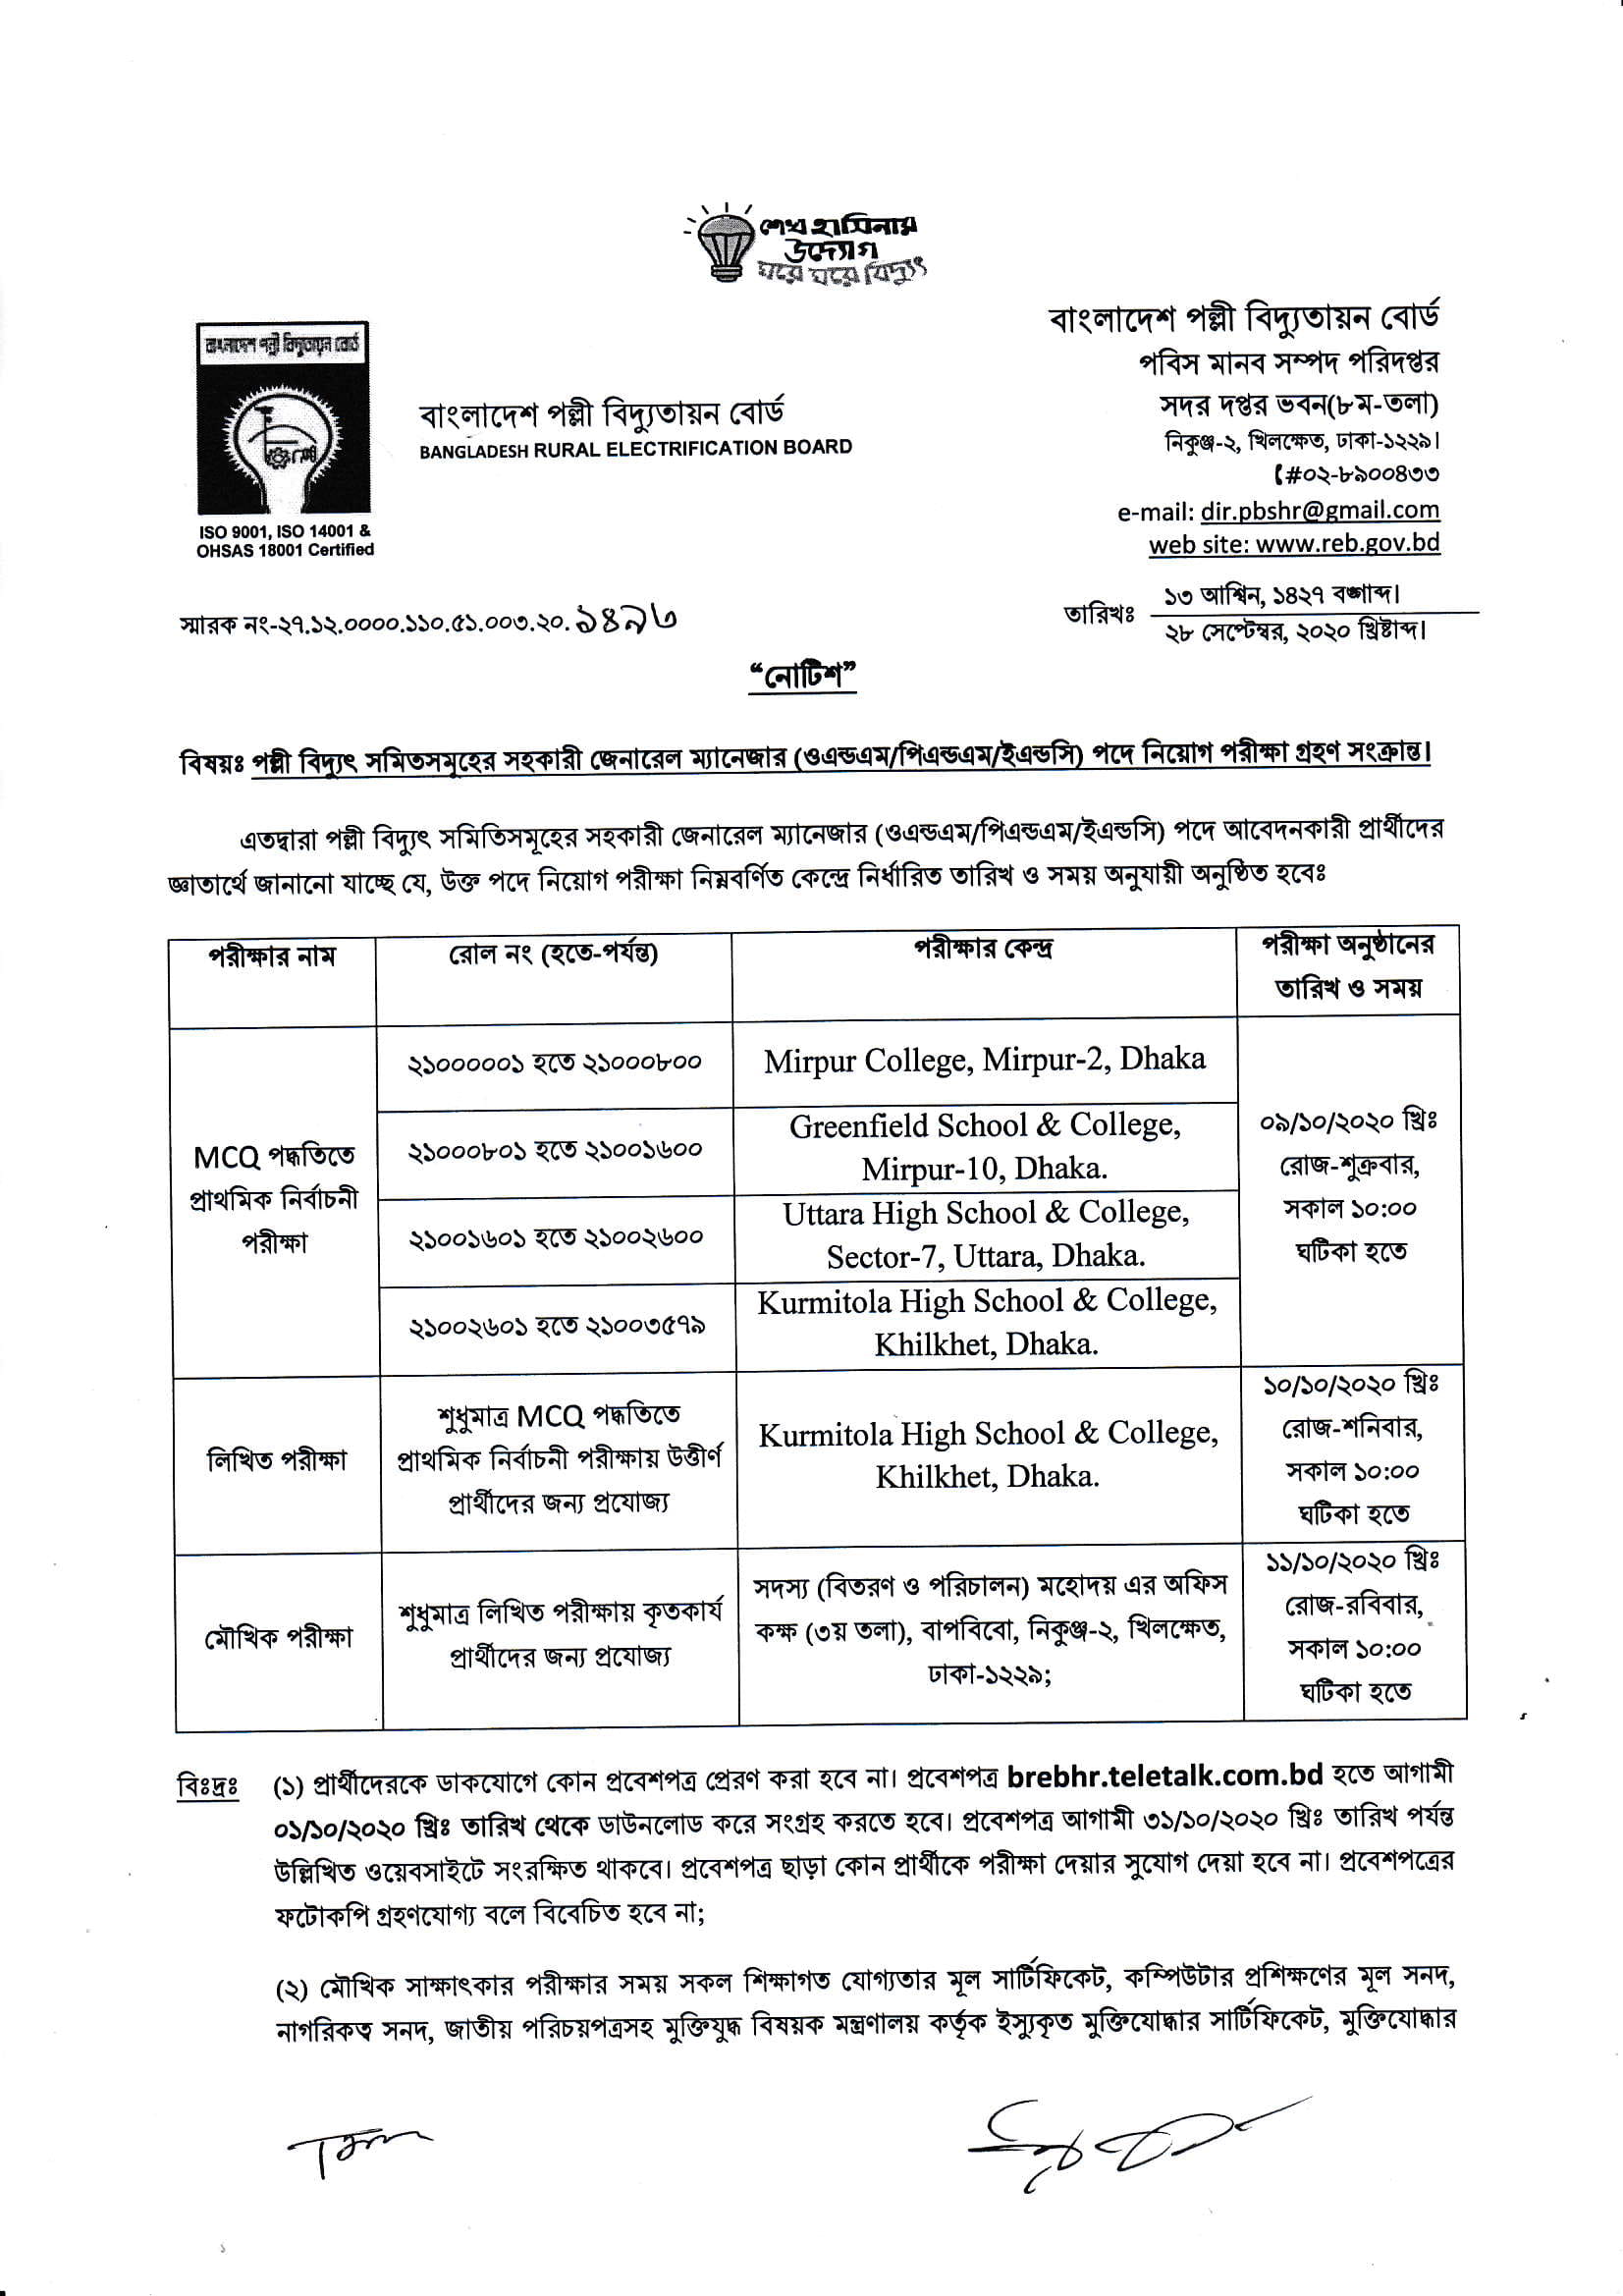 শেখ হাসিনার
উদ্যোগ
ঘরে ঘরে বিদ্যুৎ
বাংলাদেশ পল্লী বিদ্যুতায়ন বোর্ড
পবিস মানব সম্পদ পরিদপ্তর
সদর দপ্তর ভবন(৮ম-তলা)
নিকুঞ্জ-২, খিলক্ষেত, ঢাকা-১২২৯।
#০২-৮৯০০৪৩৩
e-mail: dir.pbshr@gmail.com
web site: www.reb.gov.bd
বাংলাদেশ পল্লী বিদ্যুতায়ন বোর্ড
বাংলাদেশ পল্লী বিদ্যুতায়ন বোর্ড
BANGLADESH RURAL ELECTRIFICATION BOARD
ISO 9001, ISO 14001 &
OHSAS 18001 Certified
স্মারক নং-২৭.১২.০০০০.১১০.৫১.০০৩.২০.১৪৯৬
তারিখঃ ১৩ আশ্বিন, ১৪২৭ বঙ্গাব্দ।
২৮ সেপ্টেম্বর, ২০২০ খ্রিষ্টাব্দ।
“নোটিশ”
বিষয়ঃ পল্লী বিদ্যুৎ সমিতসমূহের সহকারী জেনারেল ম্যানেজার (ওএন্ডএম/পিএন্ডএম/ইএন্ডসি) পদে নিয়োগ পরীক্ষা গ্রহণ সংক্রান্ত।
এতদ্বারা পল্লী বিদ্যুৎ সমিতিসমূহের সহকারী জেনারেল ম্যানেজার (ওএন্ডএম/পিএন্ডএম/ইএন্ডসি) পদে আবেদনকারী প্রার্থীদের
জ্ঞাতার্থে জানানো যাচ্ছে যে, উক্ত পদে নিয়োগ পরীক্ষা নিম্নবর্ণিত কেন্দ্রে নির্ধারিত তারিখ ও সময় অনুযায়ী অনুষ্ঠিত হবেঃ
পরীক্ষার নাম
রোল নং (হতে-পর্যন্ত)
পরীক্ষার কেন্দ্র
পরীক্ষা অনুষ্ঠানের
তারিখ ও সময়
MCQ পদ্ধতিতে
প্রাথমিক নির্বাচনী
পরীক্ষা
২১০০০০০১ হতে ২১০০০৮০০
Mirpur College, Mirpur-2, Dhaka
২১০০০৮০১ হতে ২১০০১৬০০
Greenfield School & College,
Mirpur-10, Dhaka.
২১০০১৬০১ হতে ২১০০২৬০০
Uttara High School & College,
Sector-7, Uttara, Dhaka.
২১০০২৬০১ হতে ২১০০৩৫৭৯
Kurmitola High School & College,
Khilkhet, Dhaka.
০৯/১০/২০২০ খ্রিঃ
রোজ-শুক্রবার,
সকাল ১০:০০
ঘটিকা হতে
লিখিত পরীক্ষা
শুধুমাত্র MCQ পদ্ধতিতে
প্রাথমিক নির্বাচনী পরীক্ষায় উত্তীর্ণ
প্রার্থীদের জন্য প্রযোজ্য
Kurmitola High School & College,
Khilkhet, Dhaka.
১০/১০/২০২০ খ্রিঃ
রোজ-শনিবার,
সকাল ১০:০০
ঘটিকা হতে
মৌখিক পরীক্ষা
শুধুমাত্র লিখিত পরীক্ষায় কৃতকার্য
প্রার্থীদের জন্য প্রযোজ্য
সদস্য (বিতরণ ও পরিচালন) মহোদয় এর অফিস
কক্ষ (৩য় তলা), বাপবিবো, নিকুঞ্জ-২, খিলক্ষেত,
ঢাকা-১২২৯;
১১/১০/২০২০ খ্রিঃ
রোজ-রবিবার,
সকাল ১০:০০
ঘটিকা হতে
বিঃদ্রঃ (১) প্রার্থীদেরকে ডাকযোগে কোন প্রবেশপত্র প্রেরণ করা হবে না। প্রবেশপত্র brebhr.teletalk.com.bd হতে আগামী
০১/১০/২০২০ খ্রিঃ তারিখ থেকে ডাউনলোড করে সংগ্রহ করতে হবে। প্রবেশপত্র আগামী ৩১/১০/২০২০ খ্রিঃ তারিখ পর্যন্ত
উল্লিখিত ওয়েবসাইটে সংরক্ষিত থাকবে। প্রবেশপত্র ছাড়া কোন প্রার্থীকে পরীক্ষা দেয়ার সুযোগ দেয়া হবে না। প্রবেশপত্রের
ফটোকপি গ্রহণযোগ্য বলে বিবেচিত হবে না;
(২) মৌখিক সাক্ষাৎকার পরীক্ষার সময় সকল শিক্ষাগত যোগ্যতার মূল সার্টিফিকেট, কম্পিউটার প্রশিক্ষণের মূল সনদ,
নাগরিকত্ব সনদ, জাতীয় পরিচয়পত্রসহ মুক্তিযুদ্ধ বিষয়ক মন্ত্রণালয় কর্তৃক ইস্যুকৃত মুক্তিযোদ্ধার সার্টিফিকেট, মুক্তিযোদ্ধার